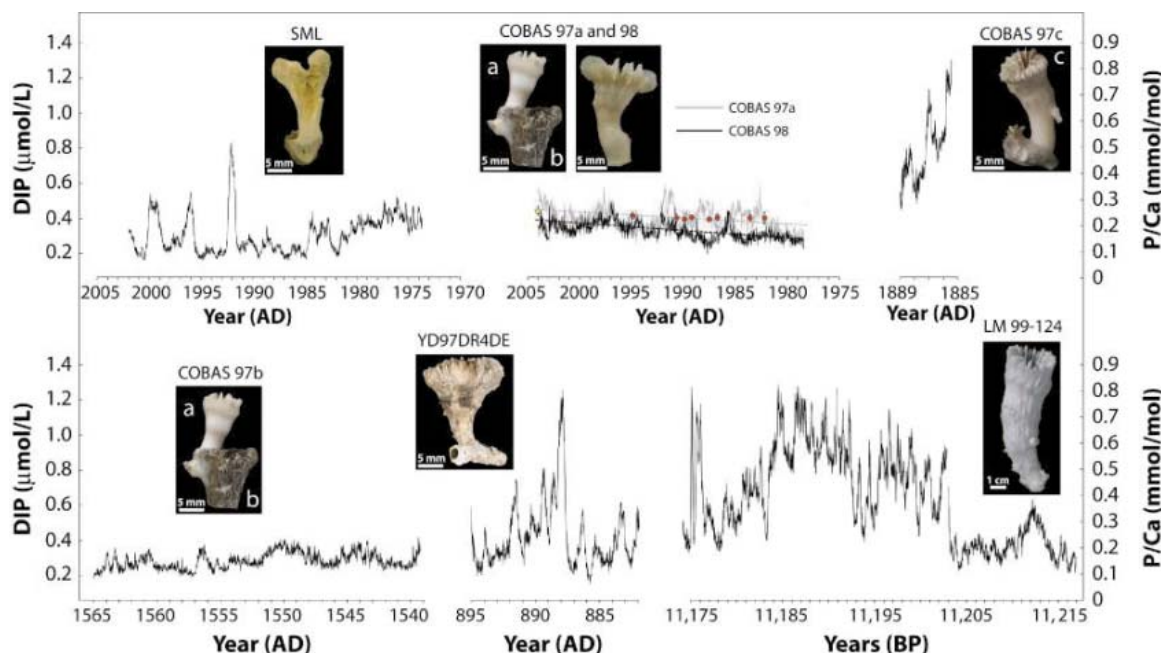 SML
COBAS 97a and 98
COBAS 97c
1.4
1.2
1.0
0.8
0.6
0.4
0.2
DIP (μmol/L)
5 mm
a
b
5 mm
5 mm
COBAS 97a
COBAS 98
c
5 mm
0.9
0.8
0.7
0.6
0.5
0.4
0.3
0.2
0.1
0
P/Ca (mmol/mol)
2005 2000 1995 1990 1985 1980 1975 1970
Year (AD)
2005 2000 1995 1990 1985 1980 1975
Year (AD)
1889 1885
Year (AD)
COBAS 97b
YD97DR4DE
LM 99-124
1.4
1.2
1.0
0.8
0.6
0.4
0.2
DIP (μmol/L)
a
b
5 mm
5 mm
1 cm
0.9
0.8
0.7
0.6
0.5
0.4
0.3
0.2
0.1
0
P/Ca (mmol/mol)
1565 1560 1555 1550 1545 1540
Year (AD)
895 890 885
Year (AD)
11,175 11,185 11,195 11,205 11,215
Years (BP)